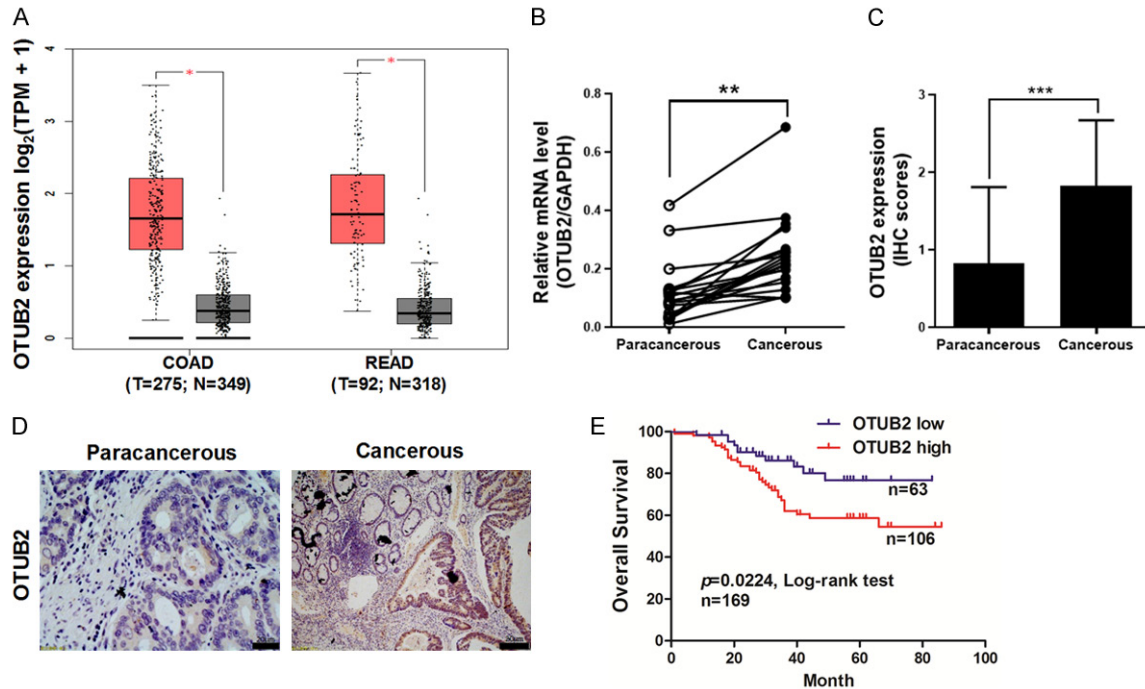 A
OTUB2 expression log₂(TPM + 1)
4
3
2
1
0
*
*
COAD
(T=275; N=349)
READ
(T=92; N=318)
B
Relative mRNA level
(OTUB2/GAPDH)
0.8
0.6
0.4
0.2
0.0
**
Paracancerous
Cancerous
C
OTUB2 expression
(IHC scores)
3
2
1
0
***
Paracancerous
Cancerous
D
Paracancerous
Cancerous
OTUB2
E
OTUB2 low
OTUB2 high
Overall Survival
100
80
60
40
20
0
n=63
n=106
p=0.0224, Log-rank test
n=169
0 20 40 60 80 100
Month